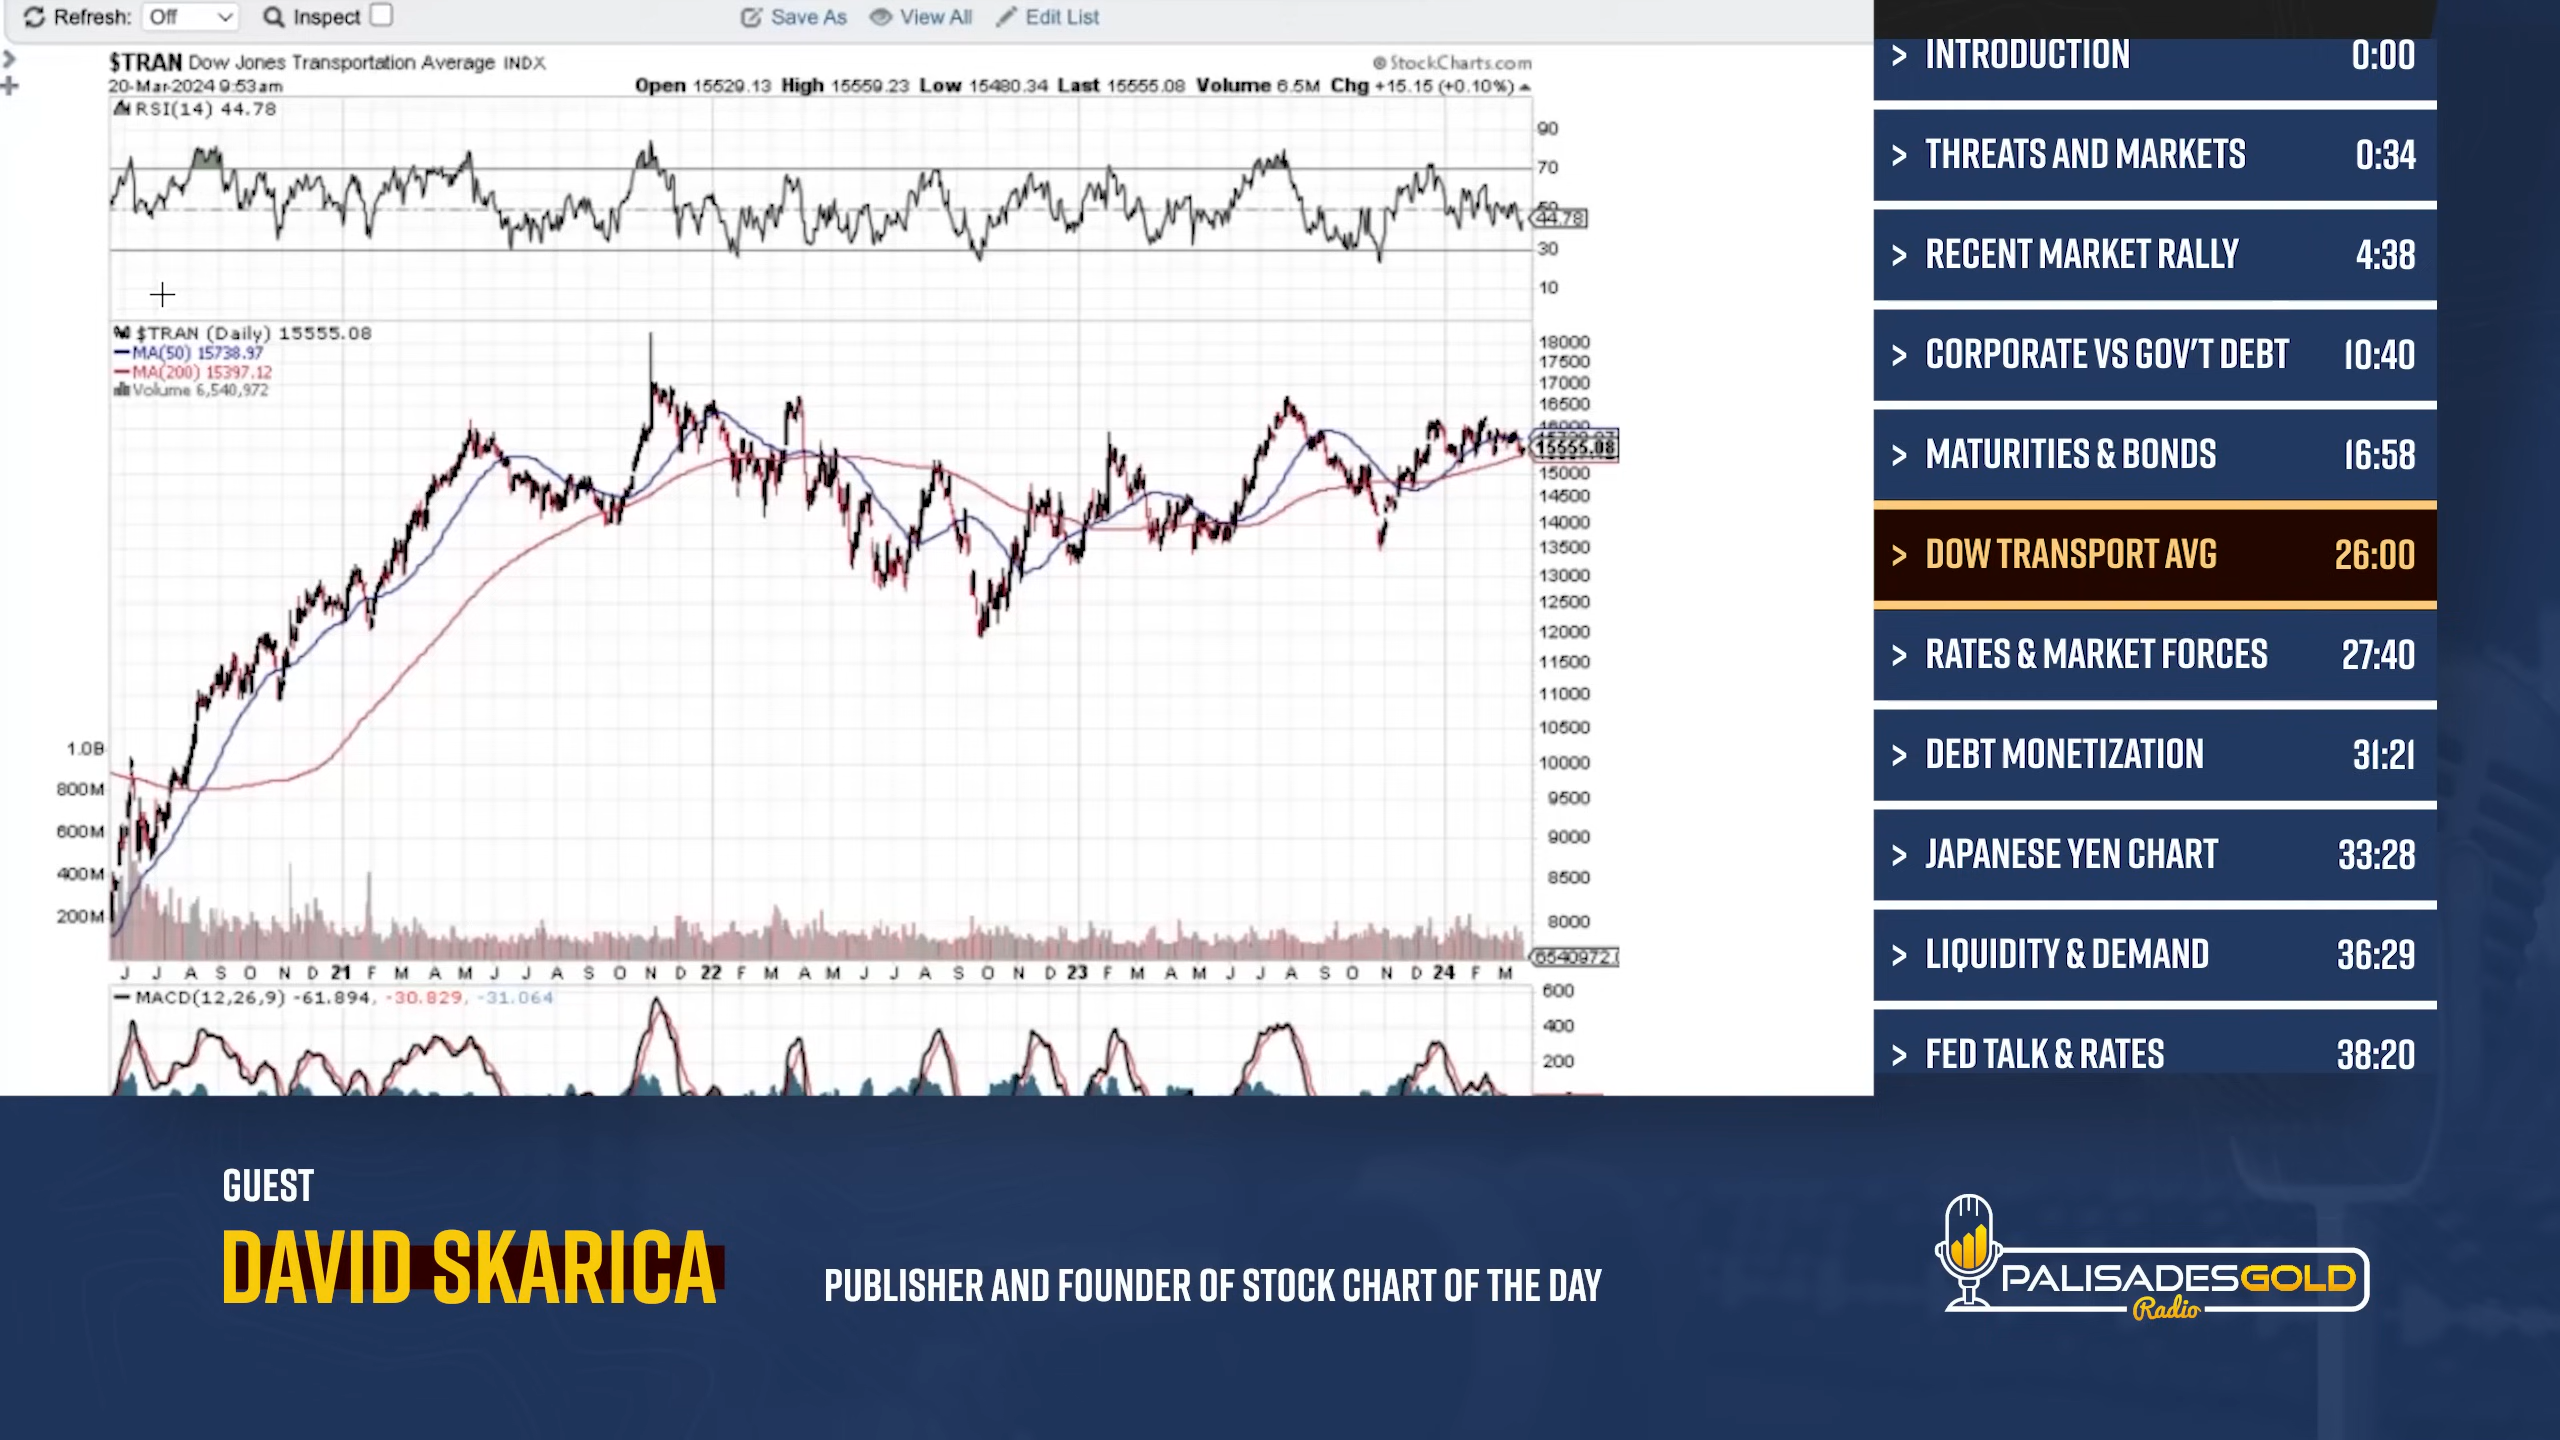 Refresh: Off Inspect Save As View All Edit List
$TRAN Dow Jones Transportation Average INDX
© StockCharts.com
20-Mar-2024 9:53am
Open 15529.13 High 15559.23 Low 15480.34 Last 15555.08 Volume 6.5M Chg +15.15 (+0.10%)
RSI(14) 44.78
90
70
50
44.78
30
10
$TRAN (Daily) 15555.08
MA(50) 15738.97
MA(200) 15397.12
Volume 6,540,972
18000
17500
17000
16500
16000
15555.08
15000
14500
14000
13500
13000
12500
12000
11500
11000
10500
10000
9500
9000
8500
8000
1.0B
800M
600M
400M
200M
6540972.
J J A S O N D 21 F M A M J J A S O N D 22 F M A M J J A S O N D 23 F M A M J J A S O N D 24 F M
MACD(12,26,9) -61.894, -30.829, -31.064
600
400
200
> INTRODUCTION 0:00
> THREATS AND MARKETS 0:34
> RECENT MARKET RALLY 4:38
> CORPORATE VS GOV'T DEBT 10:40
> MATURITIES & BONDS 16:58
> DOW TRANSPORT AVG 26:00
> RATES & MARKET FORCES 27:40
> DEBT MONETIZATION 31:21
> JAPANESE YEN CHART 33:28
> LIQUIDITY & DEMAND 36:29
> FED TALK & RATES 38:20
GUEST
DAVID SKARICA
PUBLISHER AND FOUNDER OF STOCK CHART OF THE DAY
PALISADESGOLD
Radio